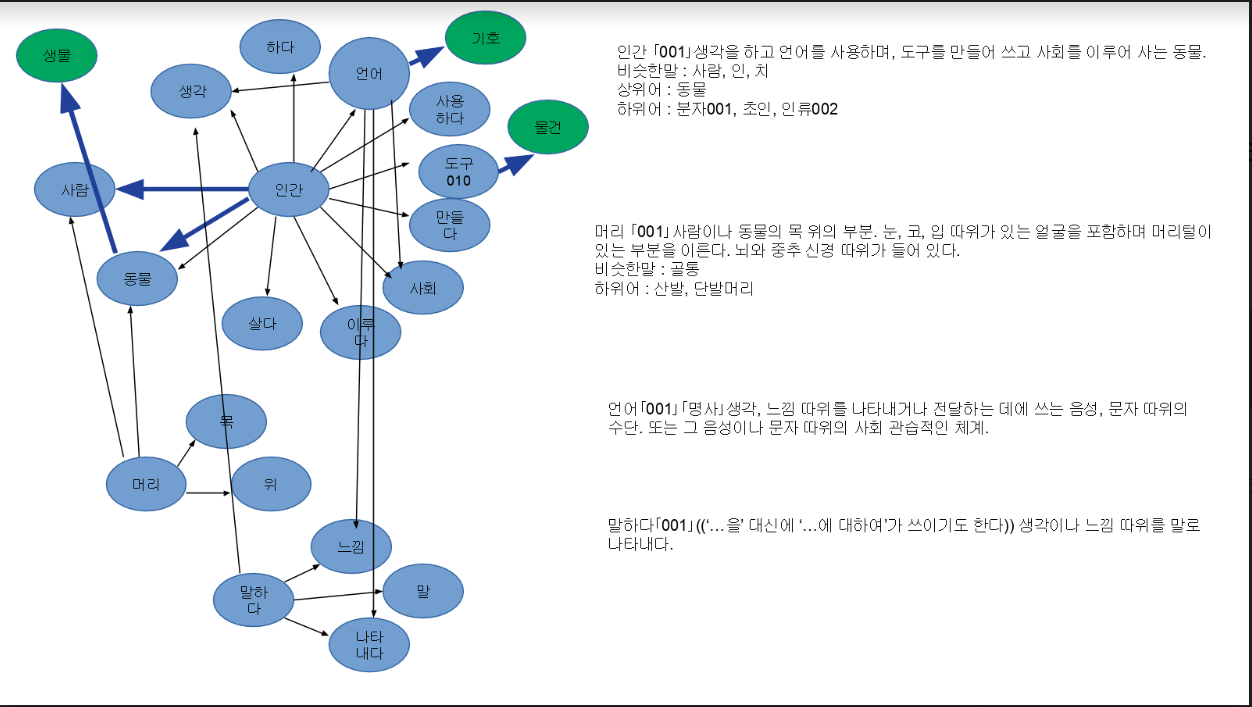 생물
하다
언어
기호
생각
사용
하다
물건
사람
인간
도구
010
만들
다
동물
사회
살다
이루
다
목
머리
위
느낌
말하
다
말
나타
내다
인간 「001」생각을 하고 언어를 사용하며, 도구를 만들어 쓰고 사회를 이루어 사는 동물.
비슷한말 : 사람, 인, 치
상위어 : 동물
하위어 : 분자001, 초인, 인류002
머리 「001」사람이나 동물의 목 위의 부분. 눈, 코, 입 따위가 있는 얼굴을 포함하며 머리털이
있는 부분을 이른다. 뇌와 중추 신경 따위가 들어 있다.
비슷한말 : 골통
하위어 : 산발, 단발머리
언어「001」「명사」생각, 느낌 따위를 나타내거나 전달하는 데에 쓰는 음성, 문자 따위의
수단. 또는 그 음성이나 문자 따위의 사회 관습적인 체계.
말하다「001」((‘…을’ 대신에 ‘…에 대하여’가 쓰이기도 한다)) 생각이나 느낌 따위를 말로
나타내다.